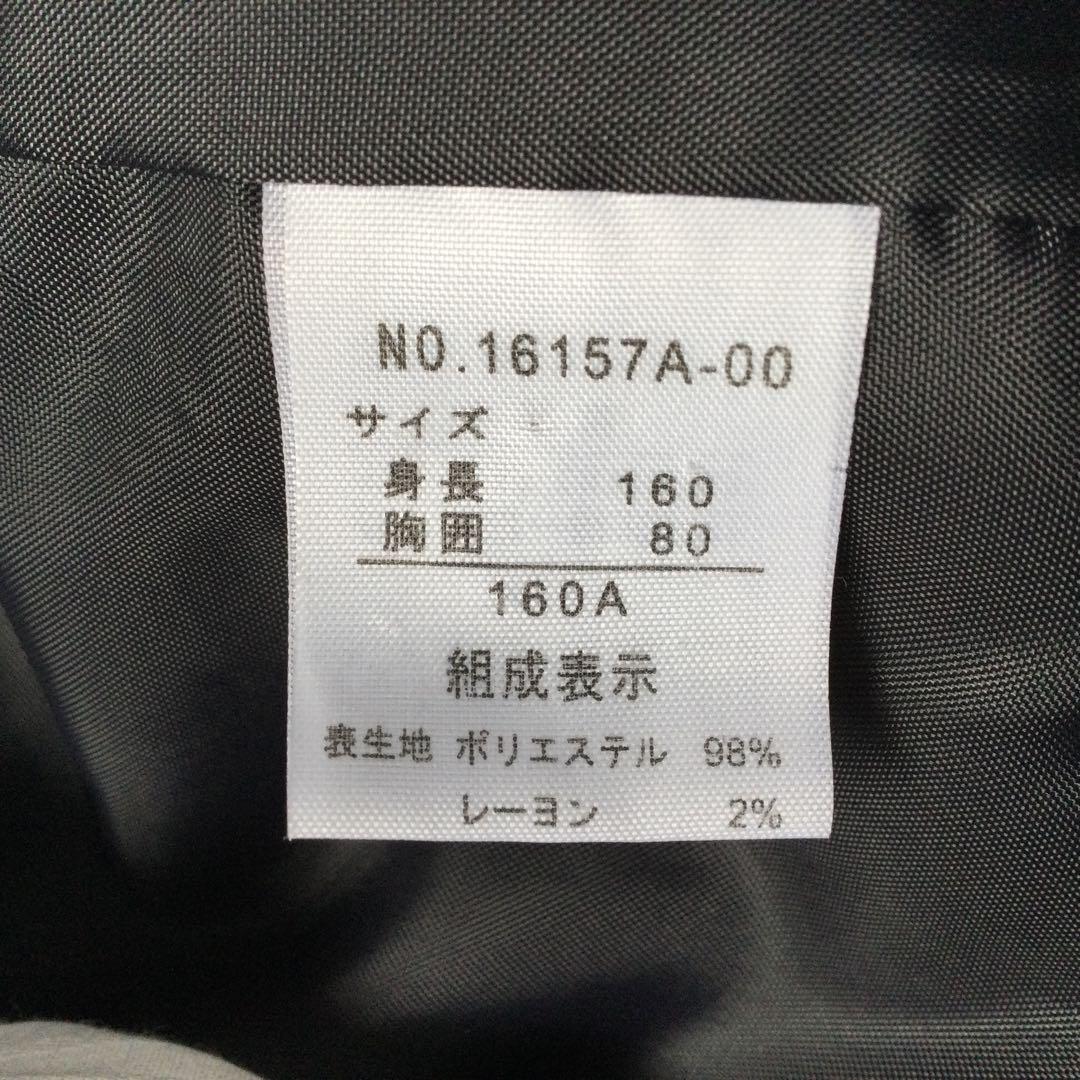 NO.16157A-00
サイズ
身長 160
胸囲 80
160A
組成表示
表生地 ポリエステル 98%
レーヨン 2%